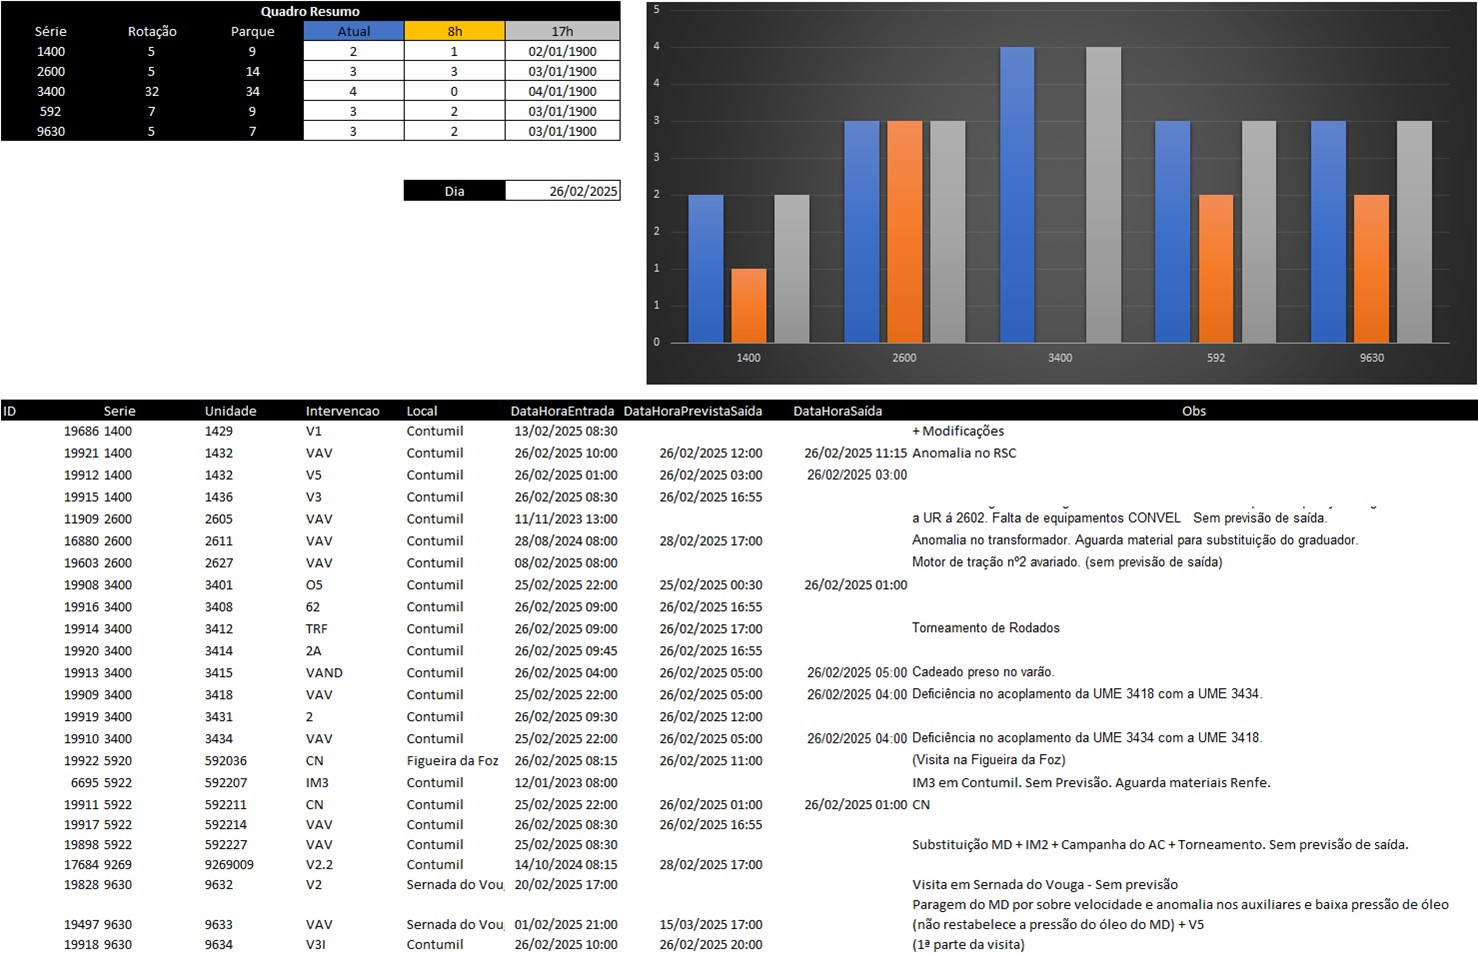 Quadro Resumo
Série Rotação Parque Atual 8h 17h
1400 5 9 2 1 02/01/1900
2600 5 14 3 3 03/01/1900
3400 32 34 4 0 04/01/1900
592 7 9 3 2 03/01/1900
9630 5 7 3 2 03/01/1900
Dia 26/02/2025
5
4
4
3
3
2
2
1
1
0
1400 2600 3400 592 9630
ID Serie Unidade Intervencao Local DataHoraEntrada DataHoraPrevistaSaída DataHoraSaída Obs
19686 1400 1429 V1 Contumil 13/02/2025 08:30 + Modificações
19921 1400 1432 VAV Contumil 26/02/2025 10:00 26/02/2025 12:00 26/02/2025 11:15 Anomalia no RSC
19912 1400 1432 V5 Contumil 26/02/2025 01:00 26/02/2025 03:00 26/02/2025 03:00
19915 1400 1436 V3 Contumil 26/02/2025 08:30 26/02/2025 16:55
11909 2600 2605 VAV Contumil 11/11/2023 13:00 a UR á 2602. Falta de equipamentos CONVEL Sem previsão de saída.
16880 2600 2611 VAV Contumil 28/08/2024 08:00 28/02/2025 17:00 Anomalia no transformador. Aguarda material para substituição do graduador.
19603 2600 2627 VAV Contumil 08/02/2025 08:00 Motor de tração nº2 avariado. (sem previsão de saída)
19908 3400 3401 O5 Contumil 25/02/2025 22:00 25/02/2025 00:30 26/02/2025 01:00
19916 3400 3408 62 Contumil 26/02/2025 09:00 26/02/2025 16:55
19914 3400 3412 TRF Contumil 26/02/2025 09:00 26/02/2025 17:00 Torneamento de Rodados
19920 3400 3414 2A Contumil 26/02/2025 09:45 26/02/2025 16:55
19913 3400 3415 VAND Contumil 26/02/2025 04:00 26/02/2025 05:00 26/02/2025 05:00 Cadeado preso no varão.
19909 3400 3418 VAV Contumil 25/02/2025 22:00 26/02/2025 05:00 26/02/2025 04:00 Deficiência no acoplamento da UME 3418 com a UME 3434.
19919 3400 3431 2 Contumil 26/02/2025 09:30 26/02/2025 12:00
19910 3400 3434 VAV Contumil 25/02/2025 22:00 26/02/2025 05:00 26/02/2025 04:00 Deficiência no acoplamento da UME 3434 com a UME 3418.
19922 5920 592036 CN Figueira da Foz 26/02/2025 08:15 26/02/2025 11:00 (Visita na Figueira da Foz)
6695 5922 592207 IM3 Contumil 12/01/2023 08:00 IM3 em Contumil. Sem Previsão. Aguarda materiais Renfe.
19911 5922 592211 CN Contumil 25/02/2025 22:00 26/02/2025 01:00 26/02/2025 01:00 CN
19917 5922 592214 VAV Contumil 26/02/2025 08:30 26/02/2025 16:55
19898 5922 592227 VAV Contumil 25/02/2025 08:30 Substituição MD + IM2 + Campanha do AC + Torneamento. Sem previsão de saída.
17684 9269 9269009 V2.2 Contumil 14/10/2024 08:15 28/02/2025 17:00
19828 9630 9632 V2 Sernada do Vou 20/02/2025 17:00 Visita em Sernada do Vouga - Sem previsão
Paragem do MD por sobre velocidade e anomalia nos auxiliares e baixa pressão de óleo
19497 9630 9633 VAV Sernada do Vou 01/02/2025 21:00 15/03/2025 17:00 (não restabelece a pressão do óleo do MD) + V5
19918 9630 9634 V3I Contumil 26/02/2025 10:00 26/02/2025 20:00 (1ª parte da visita)